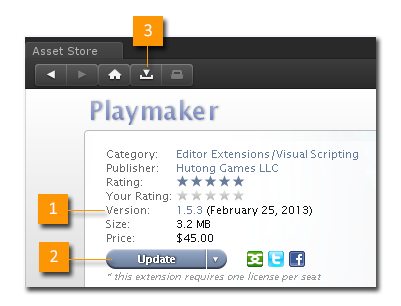 3
Asset Store
Playmaker
Category: Editor Extensions/Visual Scripting
Publisher: Hutong Games LLC
Rating:
Your Rating:
1
Version: 1.5.3 (February 25, 2013)
Size: 3.2 MB
Price: $45.00
2
Update
* this extension requires one license per seat